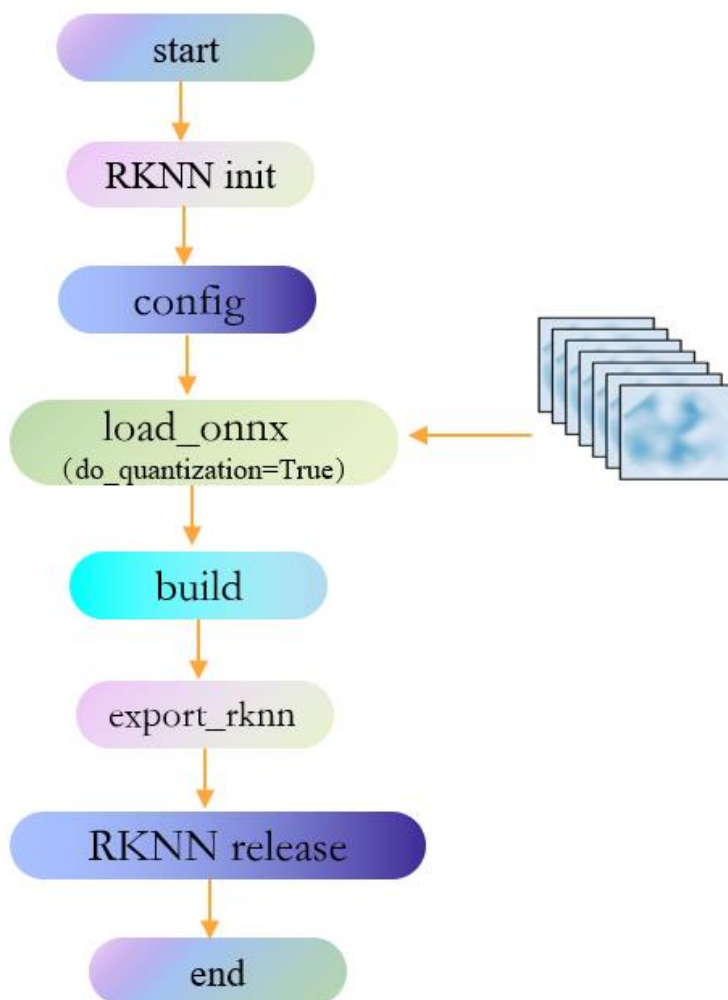 start
RKNN init
config
load_onnx
（do_quantization=True）
build
export_rknn
RKNN release
end